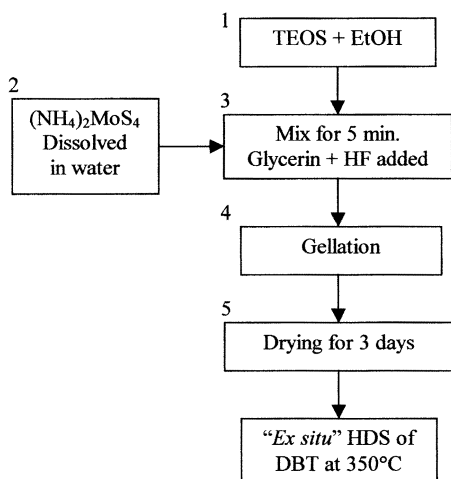 1
TEOS + EtOH
2
(NH₄)₂MoS₄
Dissolved
in water
3
Mix for 5 min.
Glycerin + HF added
4
Gellation
5
Drying for 3 days
“Ex situ” HDS of
DBT at 350°C